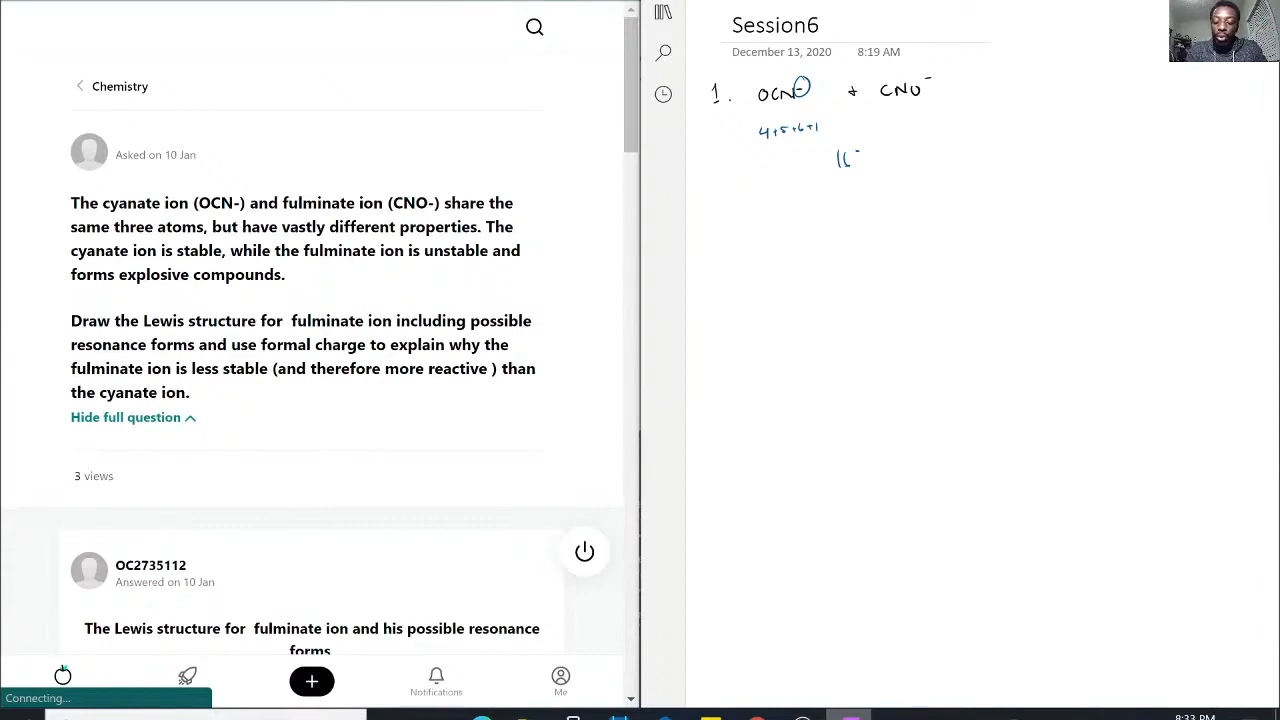 Chemistry
Asked on 10 Jan
The cyanate ion (OCN-) and fulminate ion (CNO-) share the
same three atoms, but have vastly different properties. The
cyanate ion is stable, while the fulminate ion is unstable and
forms explosive compounds.
Draw the Lewis structure for fulminate ion including possible
resonance forms and use formal charge to explain why the
fulminate ion is less stable (and therefore more reactive ) than
the cyanate ion.
Hide full question
3 views
OC2735112
Answered on 10 Jan
The Lewis structure for fulminate ion and his possible resonance
forms
Notifications
Me
Connecting...
Session6
December 13, 2020 8:19 AM
1. OCN- + CNO-
4+5+6+1
16-
8:33 PM